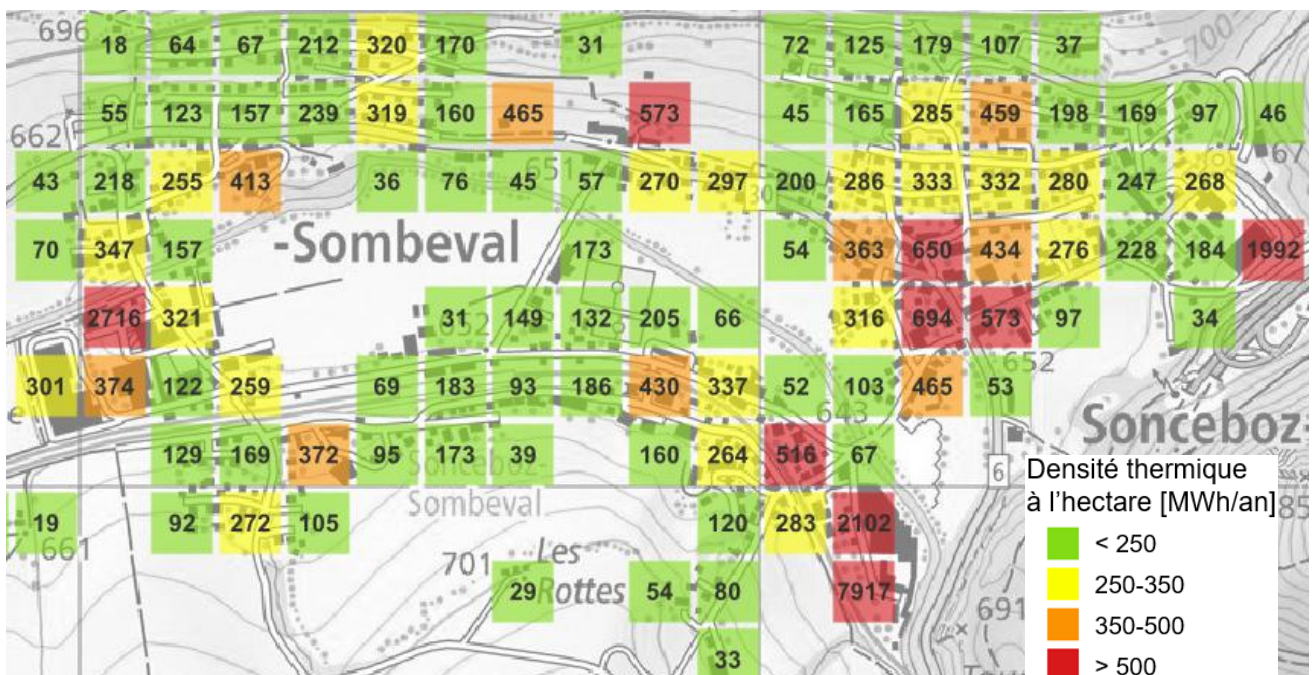 696
18 64 67 212 320 170 31 72 125 179 107 37
700
55 123 157 239 319 160 465 573 45 165 285 459 198 169 97 46
662
43 218 255 413 36 76 45 651 57 270 297 200 286 333 332 280 247 268 67
70 347 157 -Sombeval 173 54 363 650 434 276 228 184 1992
2716 321 31 149 132 205 66 316 694 573 97 34
652
301 374 122 259 69 183 93 186 430 337 52 103 465 53
e 643 Sonceboz
129 169 372 95 173 39 160 264 516 67
Sonceboz-
6
Sombeval
19 92 272 105 120 283 2102
661
701 Les
29 Rottes 54 80 7917
691
33
Densité thermique
à l'hectare [MWh/an]
< 250
250-350
350-500
> 500